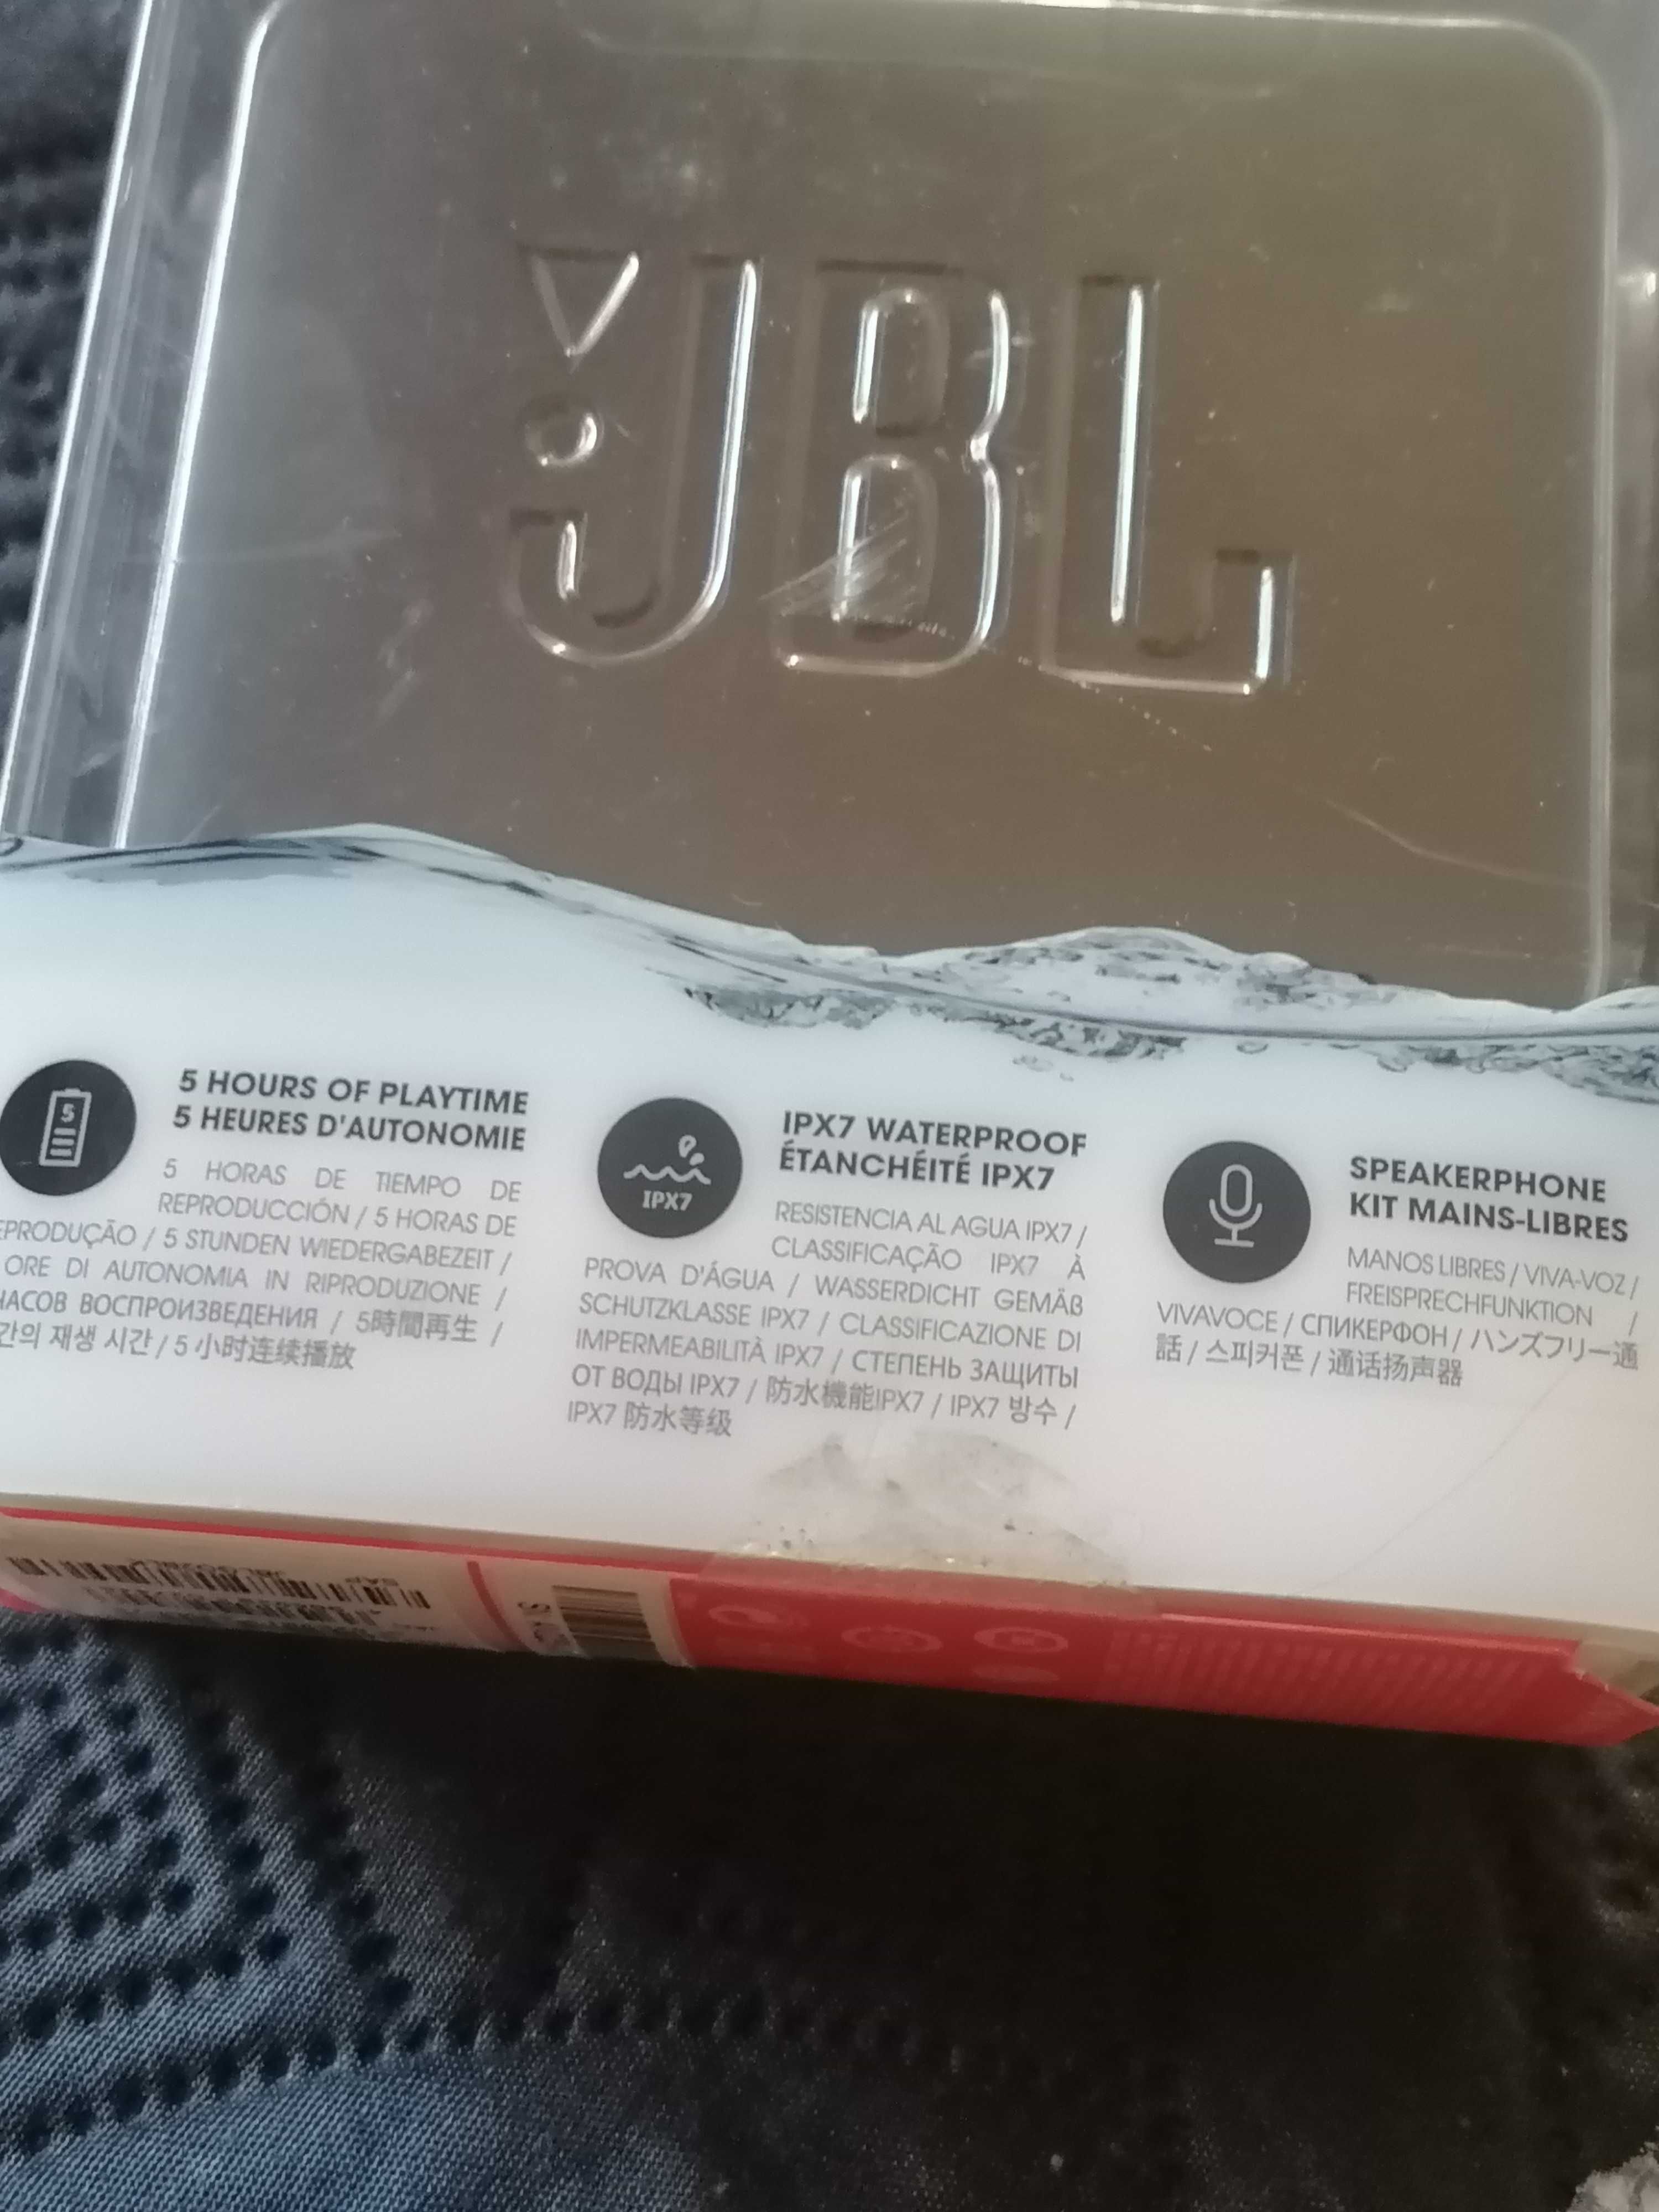 JBL
5
5 HOURS OF PLAYTIME
5 HEURES D'AUTONOMIE
5 HORAS DE TIEMPO DE
REPRODUCCIÓN / 5 HORAS DE
EPRODUÇÃO / 5 STUNDEN WIEDERGABEZEIT /
ORE DI AUTONOMIA IN RIPRODUZIONE /
ЧАСОВ ВОСПРОИЗВЕДЕНИЯ / 5時間再生 /
간의 재생 시간 / 5 小时连续播放
IPX7
IPX7 WATERPROOF
ÉTANCHÉITÉ IPX7
RESISTENCIA AL AGUA IPX7 /
CLASSIFICAÇÃO IPX7 À
PROVA D'ÁGUA / WASSERDICHT GEMÄß
SCHUTZKLASSE IPX7 / CLASSIFICAZIONE DI
IMPERMEABILITÀ IPX7 / СТЕПЕНЬ ЗАЩИТЫ
ОТ ВОДЫ IPX7 / 防水機能IPX7 / IPX7 방수 /
IPX7 防水等级
SPEAKERPHONE
KIT MAINS-LIBRES
MANOS LIBRES / VIVA-VOZ /
FREISPRECHFUNKTION /
VIVAVOCE / СПИКЕРФОН / ハンズフリー通
話 / 스피커폰 / 通话扬声器